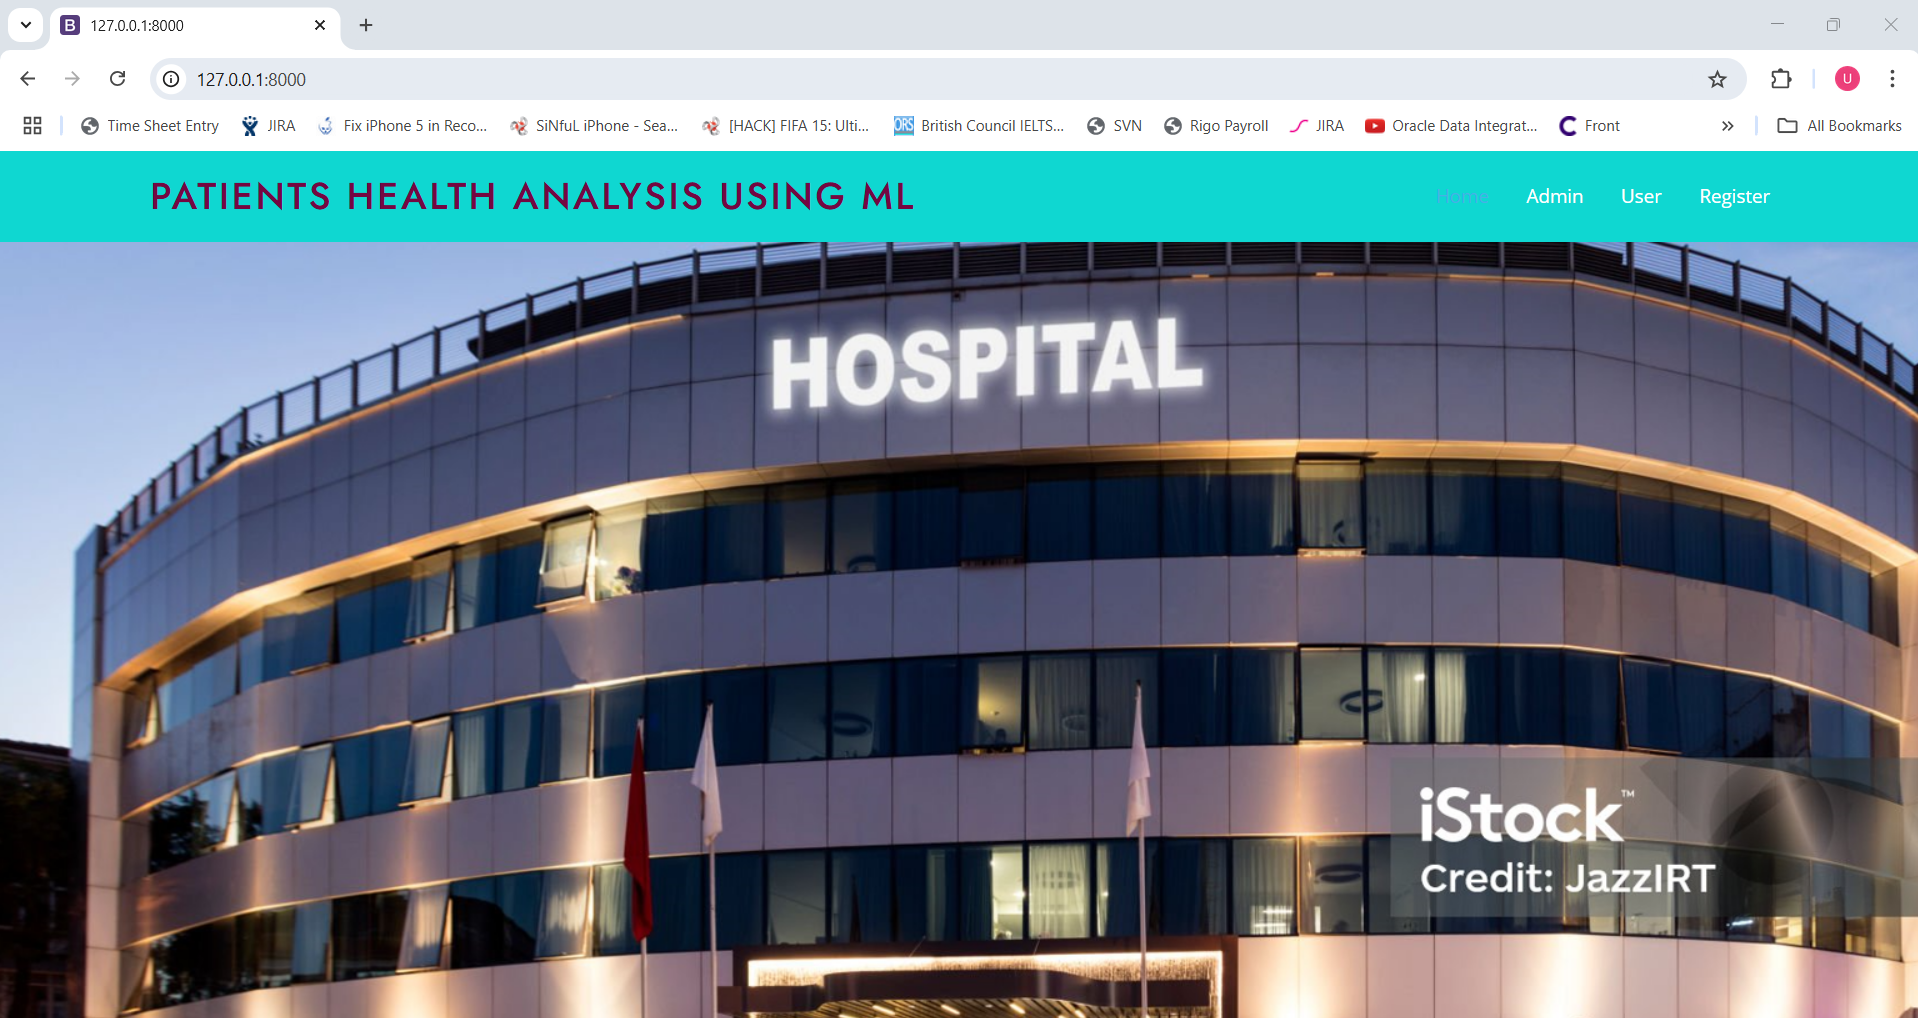 B 127.0.0.1:8000
127.0.0.1:8000 U
Time Sheet Entry JIRA Fix iPhone 5 in Reco... SiNfuL iPhone - Sea... [HACK] FIFA 15: Ulti... ORS British Council IELTS... SVN Rigo Payroll JIRA Oracle Data Integrat... Front All Bookmarks
PATIENTS HEALTH ANALYSIS USING ML Home Admin User Register
HOSPITAL
iStock™
Credit: JazzIRT